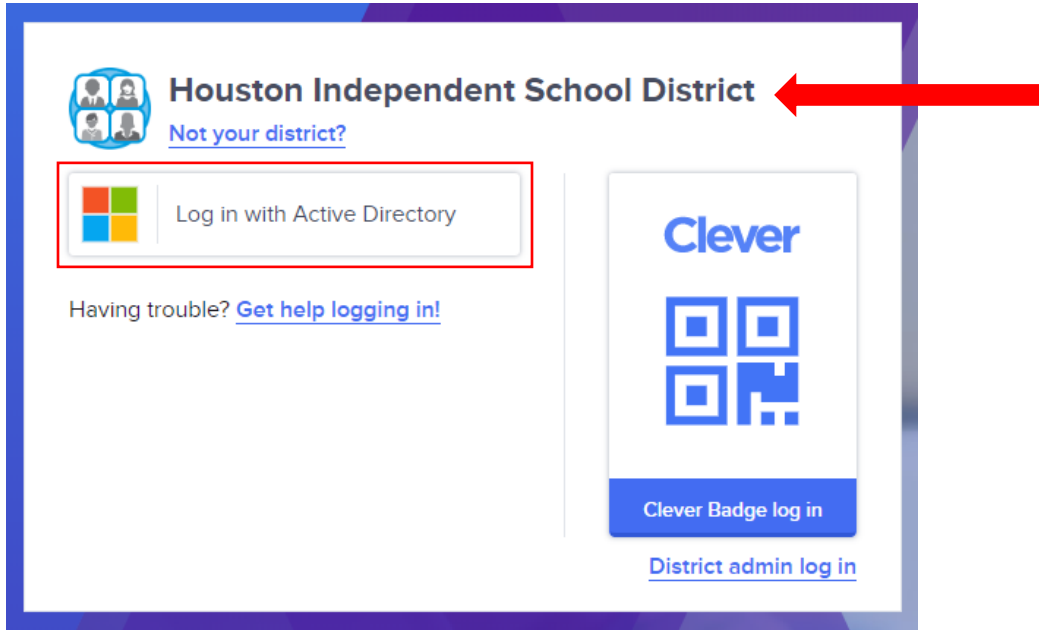 Houston Independent School District
Not your district?
Log in with Active Directory
Having trouble? Get help logging in!
Clever
Clever Badge log in
District admin log in